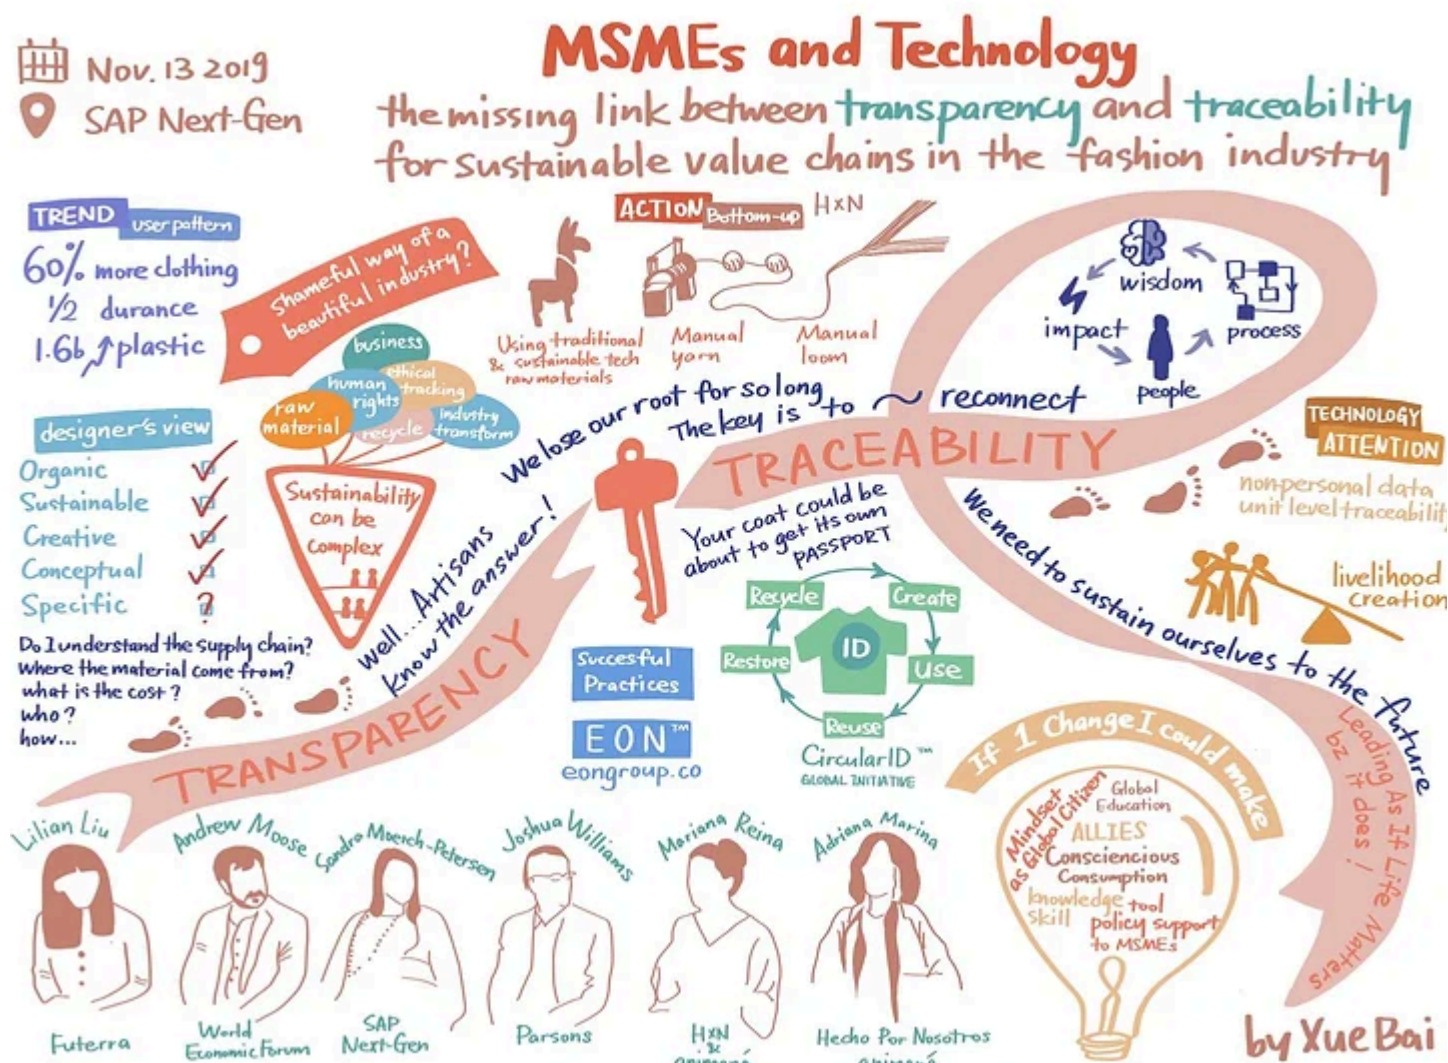 Nov. 13 2019
SAP Next-Gen
MSMEs and Technology
the missing link between transparency and traceability
for sustainable value chains in the fashion industry
TREND
user pattern
60% more clothing
1/2 durance
1.6b plastic
Shameful way of a
beautiful industry?
business
ethical
tracking
human
rights
raw
material
recycle
industry
transform
Sustainability
can be
complex
designer's view
Organic
Sustainable
Creative
Conceptual
Specific
?
Do I understand the supply chain?
Where the material come from?
what is the cost?
who?
how...
ACTION
Bottom-up
HxN
Using traditional
& sustainable tech
raw materials
Manual
yarn
Manual
loom
wisdom
process
people
impact
We lose our root for so long
The key is to ~ reconnect
TRACEABILITY
TRANSPARENCY
Well... Artisans
know the answer!
Your coat could be
about to get its own
PASSPORT
Recycle
Create
Use
Reuse
Restore
ID
CircularID™
GLOBAL INITIATIVE
Succesful
Practices
EON™
eongroup.co
TECHNOLOGY
ATTENTION
nonpersonal data
unit level traceabilit
livelihood
creation
We need to sustain ourselves to the future
Leading As If Life Matters
bz it does!
If 1 Change I could make
Mindset
as Global Citizen
Global
Education
ALLIES
Consciencious
Consumption
knowledge
skill
tool
policy support
to MSMEs
Lilian Liu
Andrew Moose
Sandra Moerch-Petersen
Joshua Williams
Mariana Reina
Adriana Marina
Futerra
World
Economic Forum
SAP
Next-Gen
Parsons
HxN
&
Hecho Por Nosotros
by Xue Bai